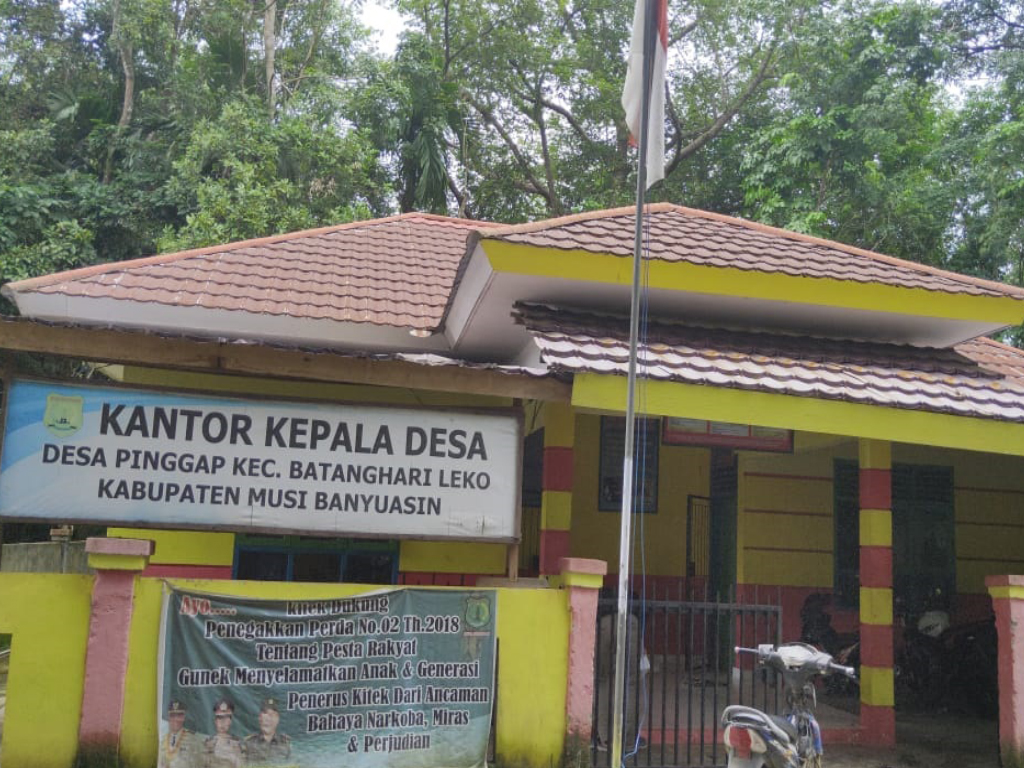 KANTOR KEPALA DESA
DESA PINGGAP KEC. BATANGHARI LEKO
KABUPATEN MUSI BANYUASIN
Ayo..... Kitek Dukung
Penegakkan Perda No.02 Th.2018
Tentang Pesta Rakyat
Gunek Menyelamatkan Anak & Generasi
Penerus Kitek Dari Ancaman
Bahaya Narkoba, Miras
& Perjudian